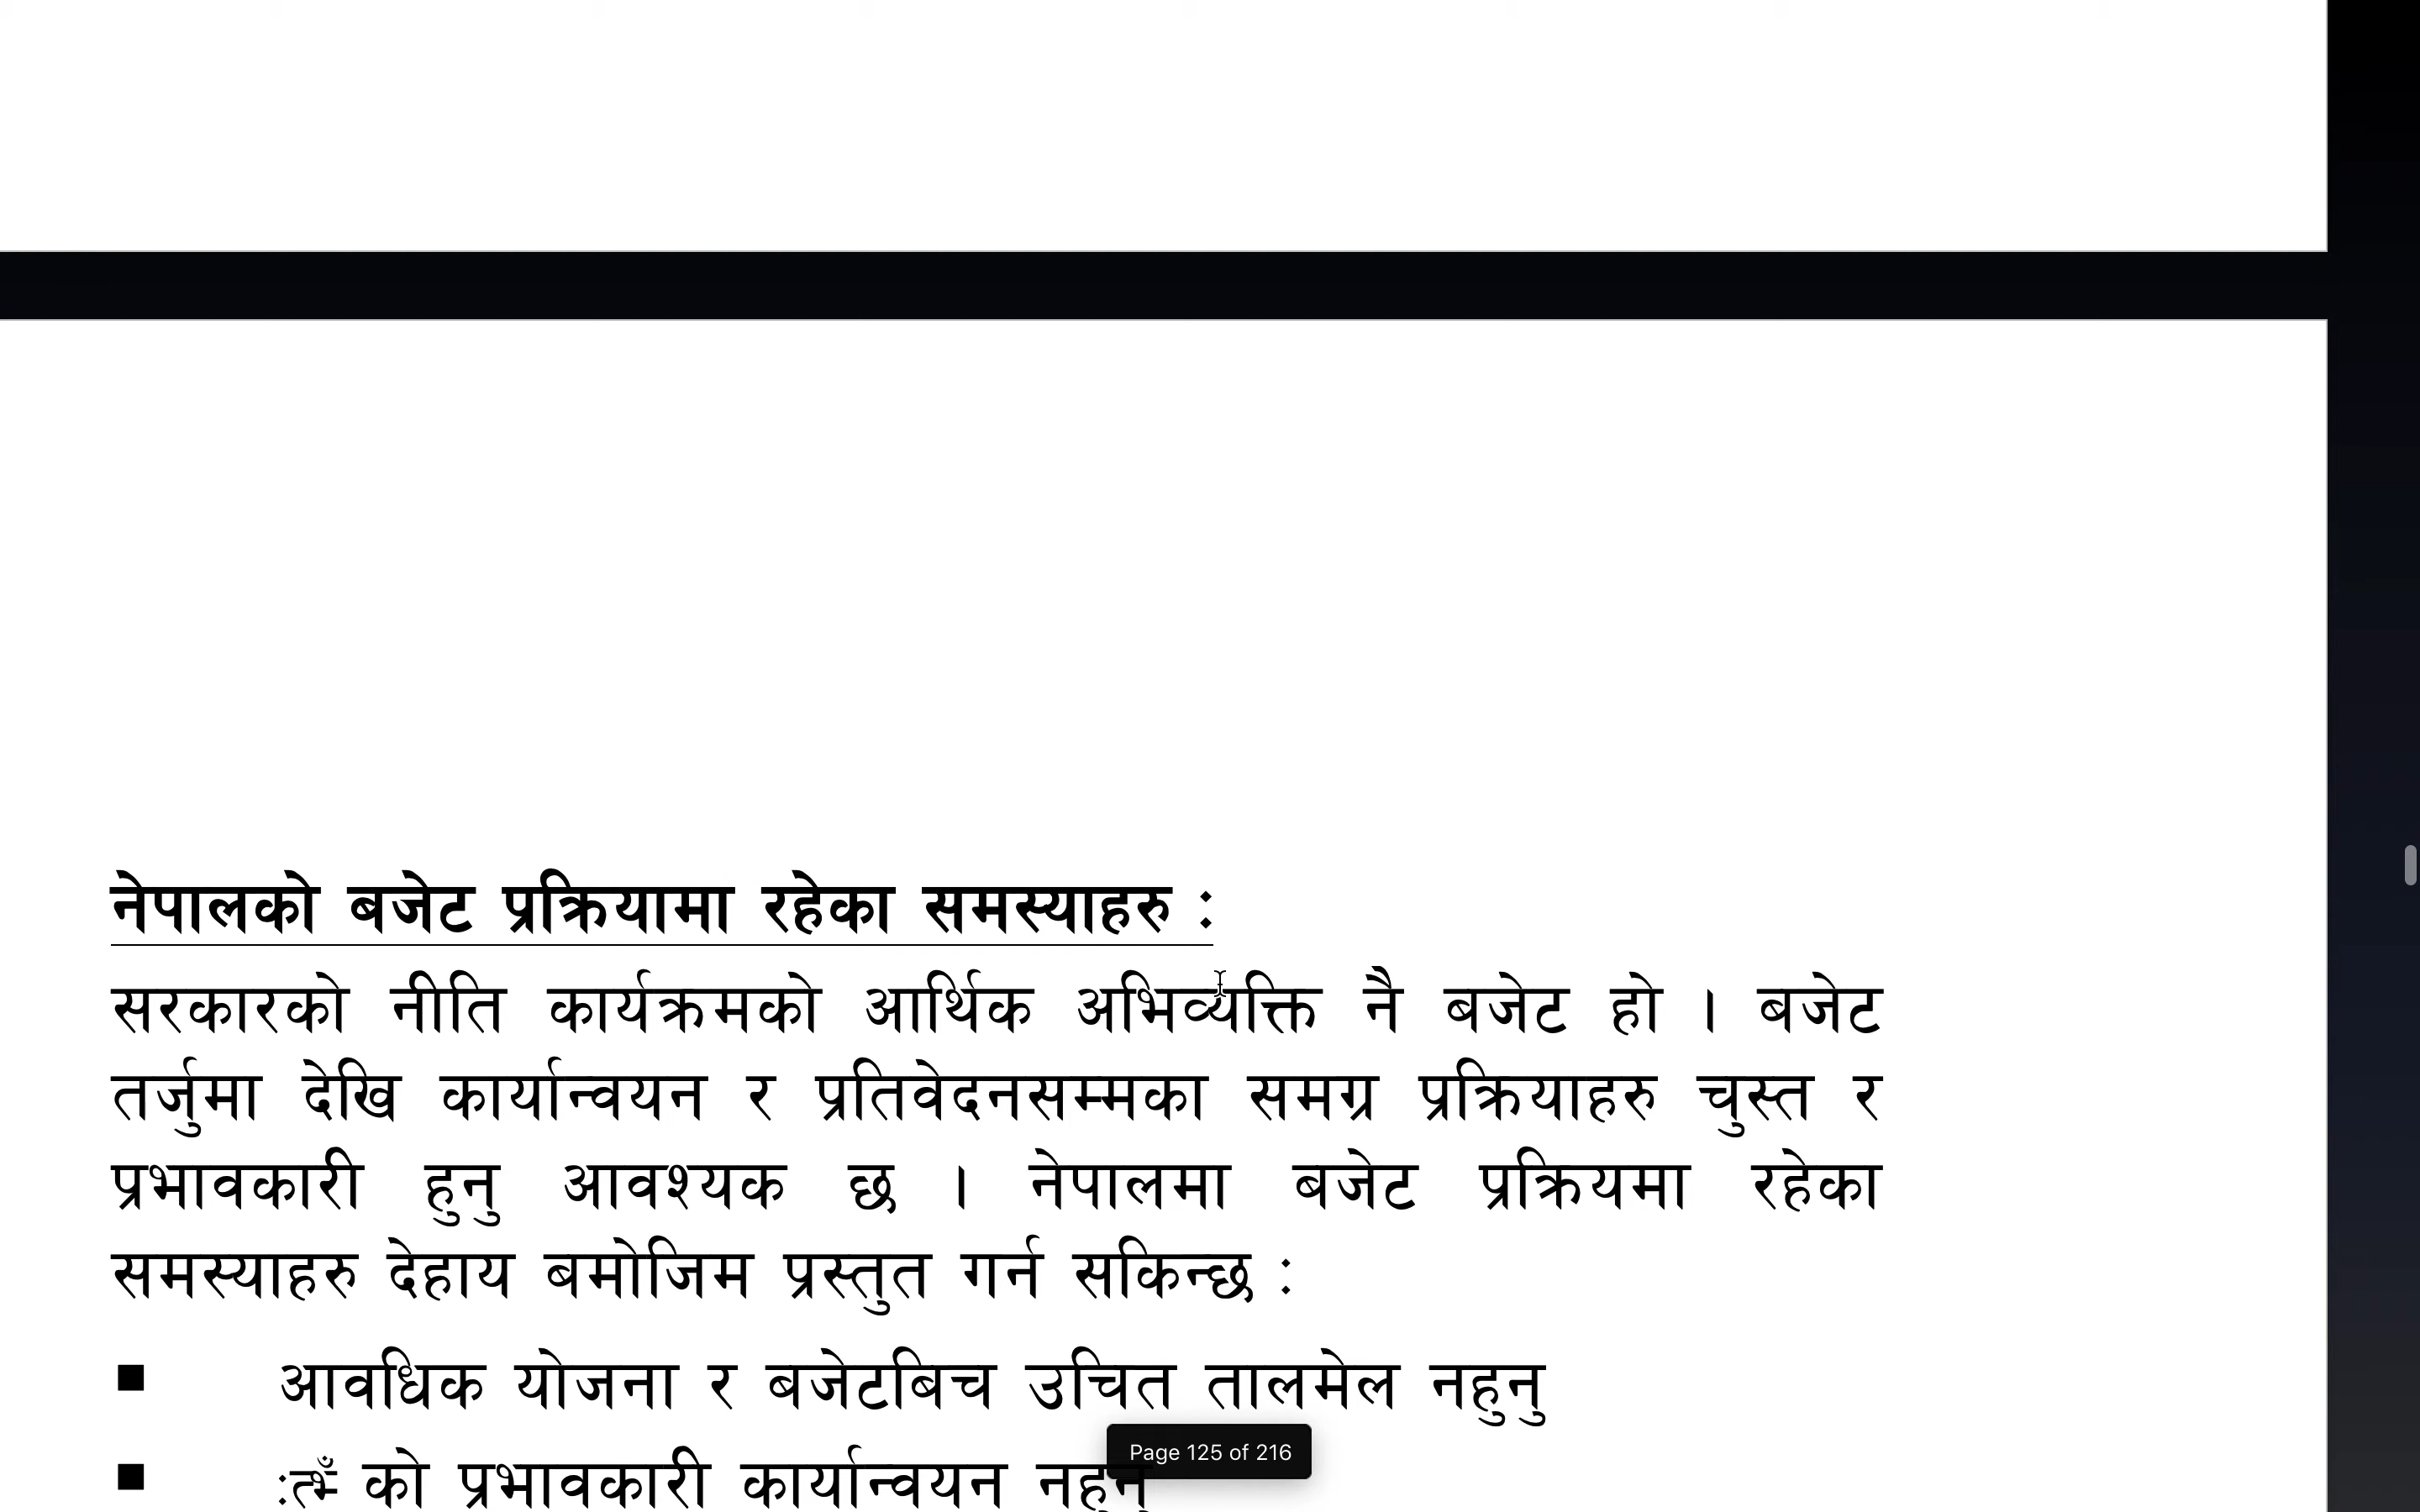 नेपालको बजेट प्रक्रियामा रहेका समस्याहरु :
सरकारको नीति कार्यक्रमको आर्थिक अभिव्यक्ति नै बजेट हो । बजेट
तर्जुमा देखि कार्यान्वयन र प्रतिवेदनसम्मका समग्र प्रक्रियाहरु चुस्त र
प्रभावकारी हुनु आवश्यक छ । नेपालमा बजेट प्रक्रियमा रहेका
समस्याहरु देहाय बमोजिम प्रस्तुत गर्न सकिन्छ :
■ आवधिक योजना र बजेटबिच उचित तालमेल नहुनु
■ को प्रभावकारी कार्यान्वयन नहुनु
Page 125 of 216